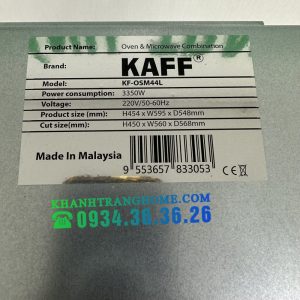 Product Name: Oven & Microwave Combination
Brand: KAFF®
Model: KF-OSM44L
Power consumption: 3350W
Voltage: 220V/50-60Hz
Product size (mm): H454 x W595 x D548mm
Cut size(mm): H450 x W560 x D568mm
Made In Malaysia
9 553657 833053
KHANHTRANGHOME.COM
0934.38.36.26